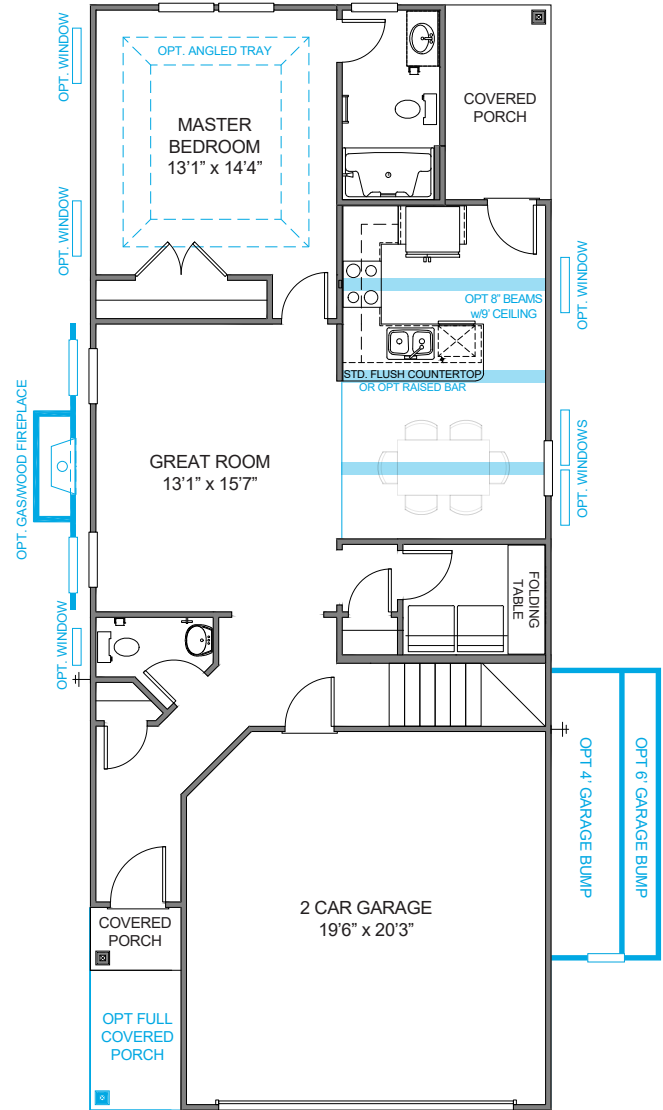 OPT. WINDOW
OPT. ANGLED TRAY
MASTER
BEDROOM
13'1" x 14'4"
COVERED
PORCH
OPT. WINDOW
OPT. WINDOW
OPT 8" BEAMS
w/9' CEILING
STD. FLUSH COUNTERTOP
OR OPT RAISED BAR
OPT. GAS/WOOD FIREPLACE
GREAT ROOM
13'1" x 15'7"
OPT. WINDOWS
FOLDING
TABLE
OPT. WINDOW
OPT 4' GARAGE BUMP
OPT 6' GARAGE BUMP
2 CAR GARAGE
19'6" x 20'3"
COVERED
PORCH
OPT FULL
COVERED
PORCH